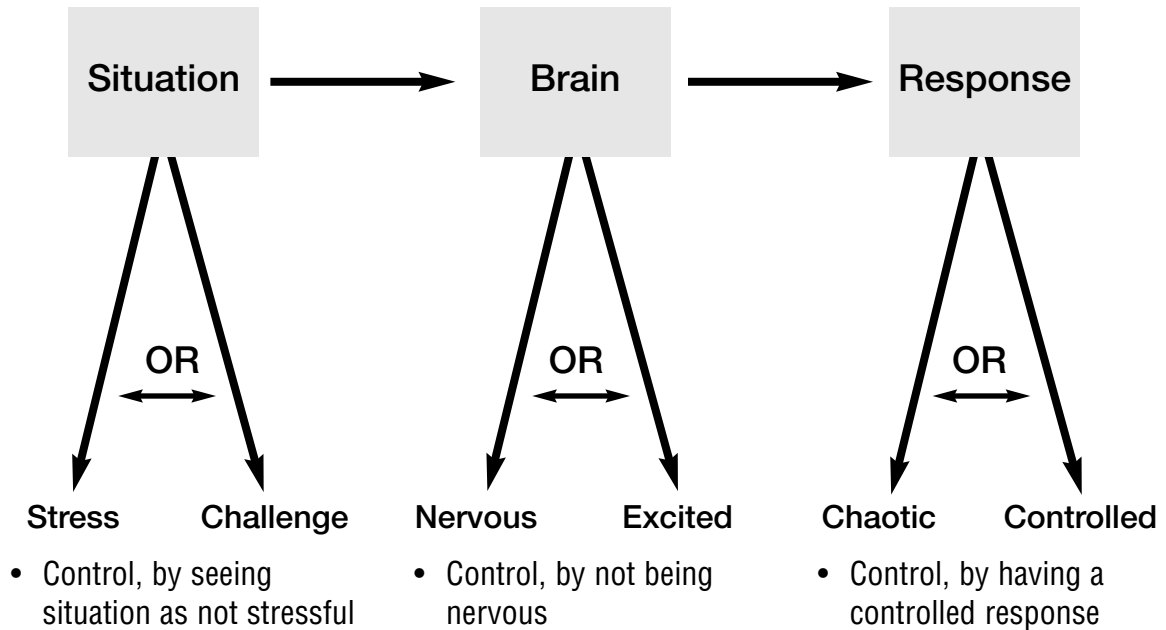 Situation
Brain
Response
OR
OR
OR
Stress
Challenge
Nervous
Excited
Chaotic
Controlled
• Control, by seeing
situation as not stressful
• Control, by not being
nervous
• Control, by having a
controlled response